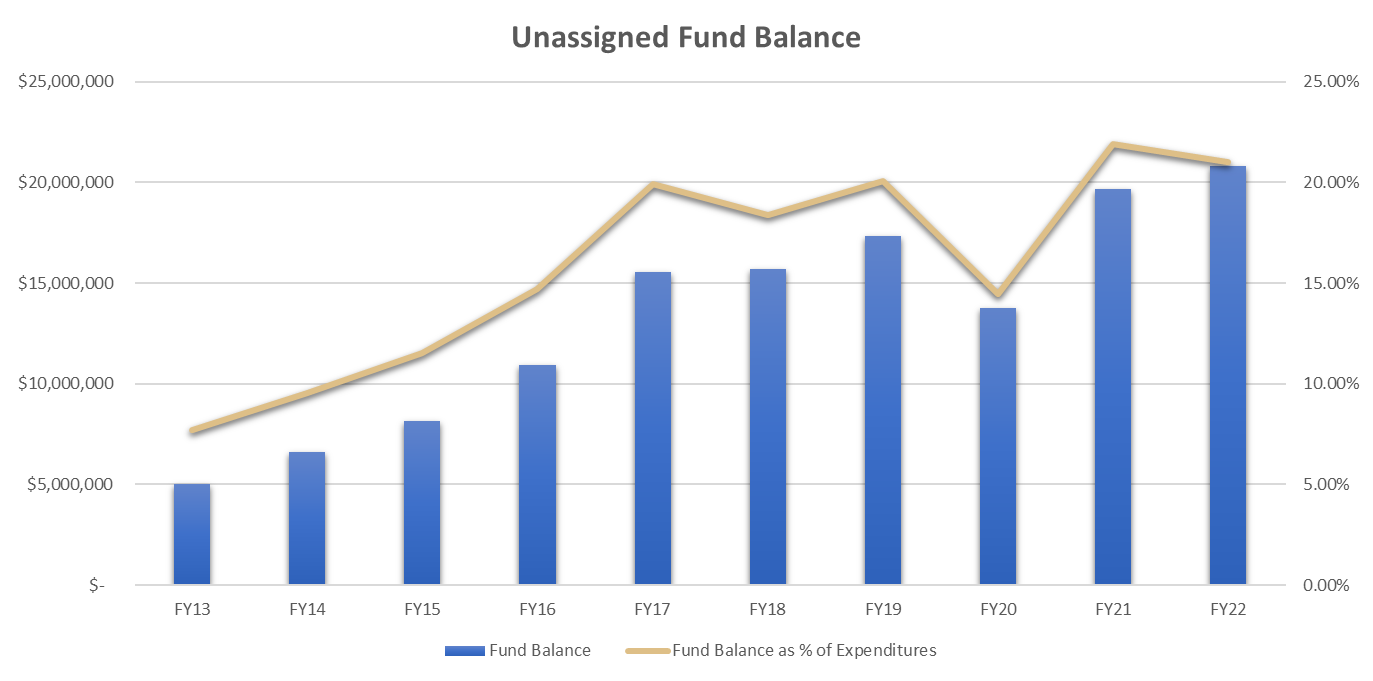 Unassigned Fund Balance
$25,000,000 25.00%
$20,000,000 20.00%
$15,000,000 15.00%
$10,000,000 10.00%
$5,000,000 5.00%
$- 0.00%
FY13 FY14 FY15 FY16 FY17 FY18 FY19 FY20 FY21 FY22
Fund Balance Fund Balance as % of Expenditures